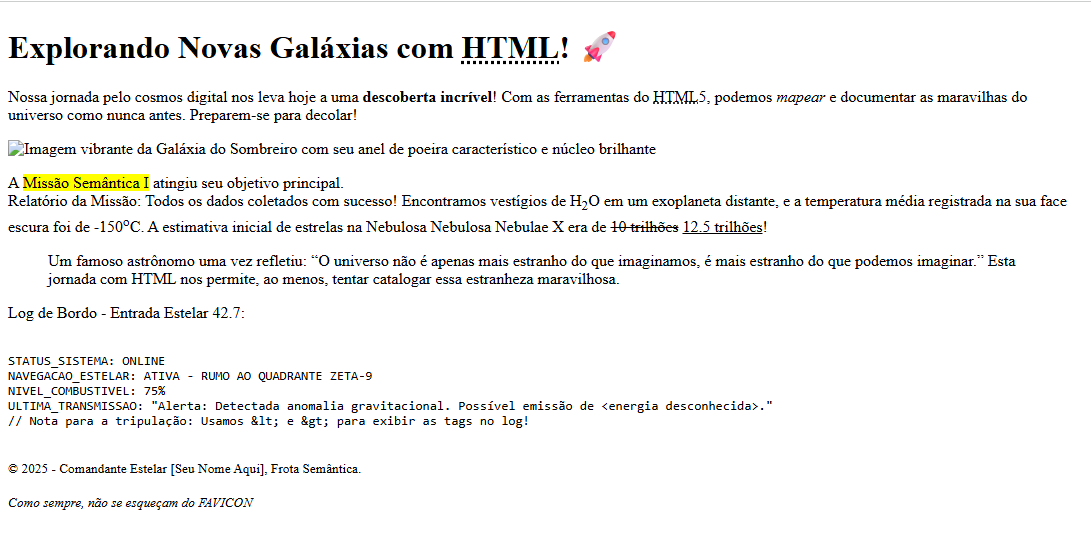 Explorando Novas Galáxias com HTML! 🚀
Nossa jornada pelo cosmos digital nos leva hoje a uma descoberta incrível! Com as ferramentas do HTML5, podemos mapear e documentar as maravilhas do
universo como nunca antes. Preparem-se para decolar!
Imagem vibrante da Galáxia do Sombreiro com seu anel de poeira característico e núcleo brilhante
A Missão Semântica I atingiu seu objetivo principal.
Relatório da Missão: Todos os dados coletados com sucesso! Encontramos vestígios de H₂O em um exoplaneta distante, e a temperatura média registrada na sua face
escura foi de -150ºC. A estimativa inicial de estrelas na Nebulosa Nebulosa Nebulae X era de 10 trilhões 12.5 trilhões!
Um famoso astrônomo uma vez refletiu: “O universo não é apenas mais estranho do que imaginamos, é mais estranho do que podemos imaginar.” Esta
jornada com HTML nos permite, ao menos, tentar catalogar essa estranheza maravilhosa.
Log de Bordo - Entrada Estelar 42.7:
STATUS_SISTEMA: ONLINE
NAVEGACAO_ESTELAR: ATIVA - RUMO AO QUADRANTE ZETA-9
NIVEL_COMBUSTIVEL: 75%
ULTIMA_TRANSMISSAO: "Alerta: Detectada anomalia gravitacional. Possível emissão de <energia desconhecida>."
// Nota para a tripulação: Usamos &lt; e &gt; para exibir as tags no log!
© 2025 - Comandante Estelar [Seu Nome Aqui], Frota Semântica.
Como sempre, não se esqueçam do FAVICON